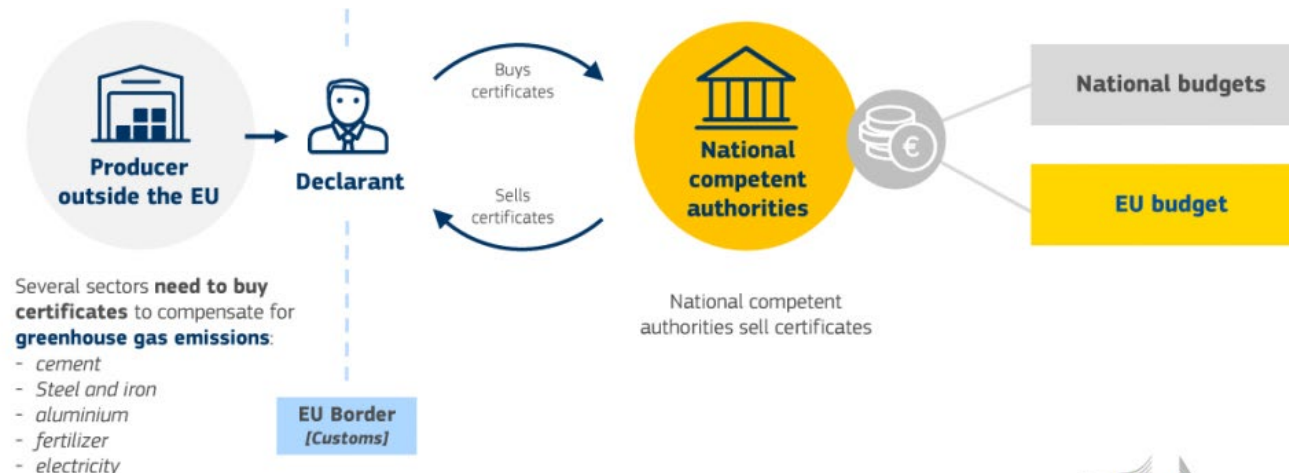 Producer
outside the EU
Declarant
Buys
certificates
Sells
certificates
National
competent
authorities
€
National budgets
EU budget
Several sectors need to buy
certificates to compensate for
greenhouse gas emissions:
- cement
- Steel and iron
- aluminium
- fertilizer
- electricity
EU Border
[Customs]
National competent
authorities sell certificates